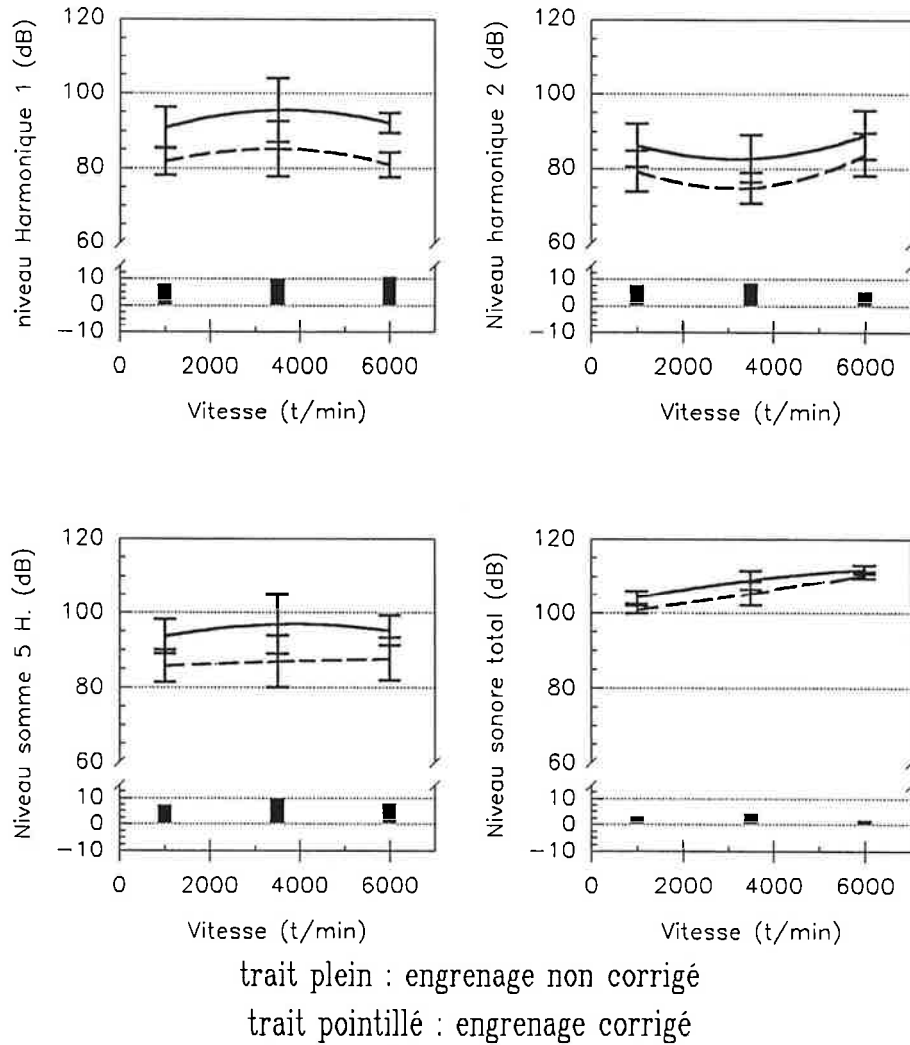 niveau Harmonique 1 (dB)
120
100
80
60
10
0
−10
0 2000 4000 6000
Vitesse (t/min)
Niveau harmonique 2 (dB)
120
100
80
60
10
0
−10
0 2000 4000 6000
Vitesse (t/min)
Niveau somme 5 H. (dB)
120
100
80
60
10
0
−10
0 2000 4000 6000
Vitesse (t/min)
Niveau sonore total (dB)
120
100
80
60
10
0
−10
0 2000 4000 6000
Vitesse (t/min)
trait plein : engrenage non corrigé
trait pointillé : engrenage corrigé